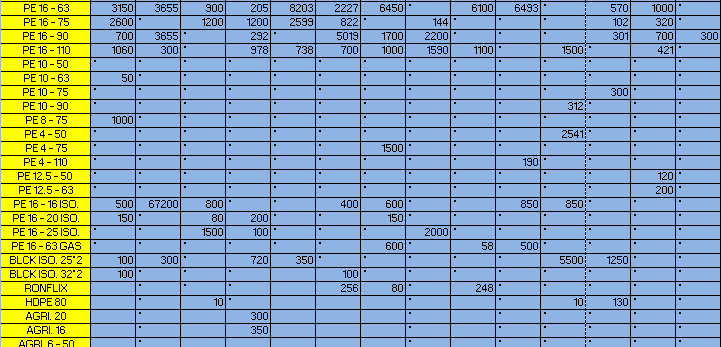 PE 16 - 63 3150 3655 900 205 8203 2227 6450 6100 6493 570 1000
PE 16 - 75 2600 1200 1200 2599 822 144 102 320
PE 16 - 90 700 3655 292 5019 1700 2200 301 700 300
PE 16 - 110 1060 300 978 738 700 1000 1590 1100 1500 421
PE 10 - 50
PE 10 - 63 50
PE 10 - 75 300
PE 10 - 90 312
PE 8 - 75 1000
PE 4 - 50 2541
PE 4 - 75 1500
PE 4 - 110 190
PE 12.5 - 50 120
PE 12.5 - 63 200
PE 16 - 16 ISO. 500 67200 800 400 600 850 850
PE 16 - 20 ISO. 150 80 200 150
PE 16 - 25 ISO. 1500 100 2000
PE 16 - 63 GAS 600 58 500
BLCK ISO. 25*2 100 300 720 350 5500 1250
BLCK ISO. 32*2 100 100
RONFLIX 256 80 248
HDPE 80 10 10 130
AGRI. 20 300
AGRI. 16 350
AGRI. 6 - 50